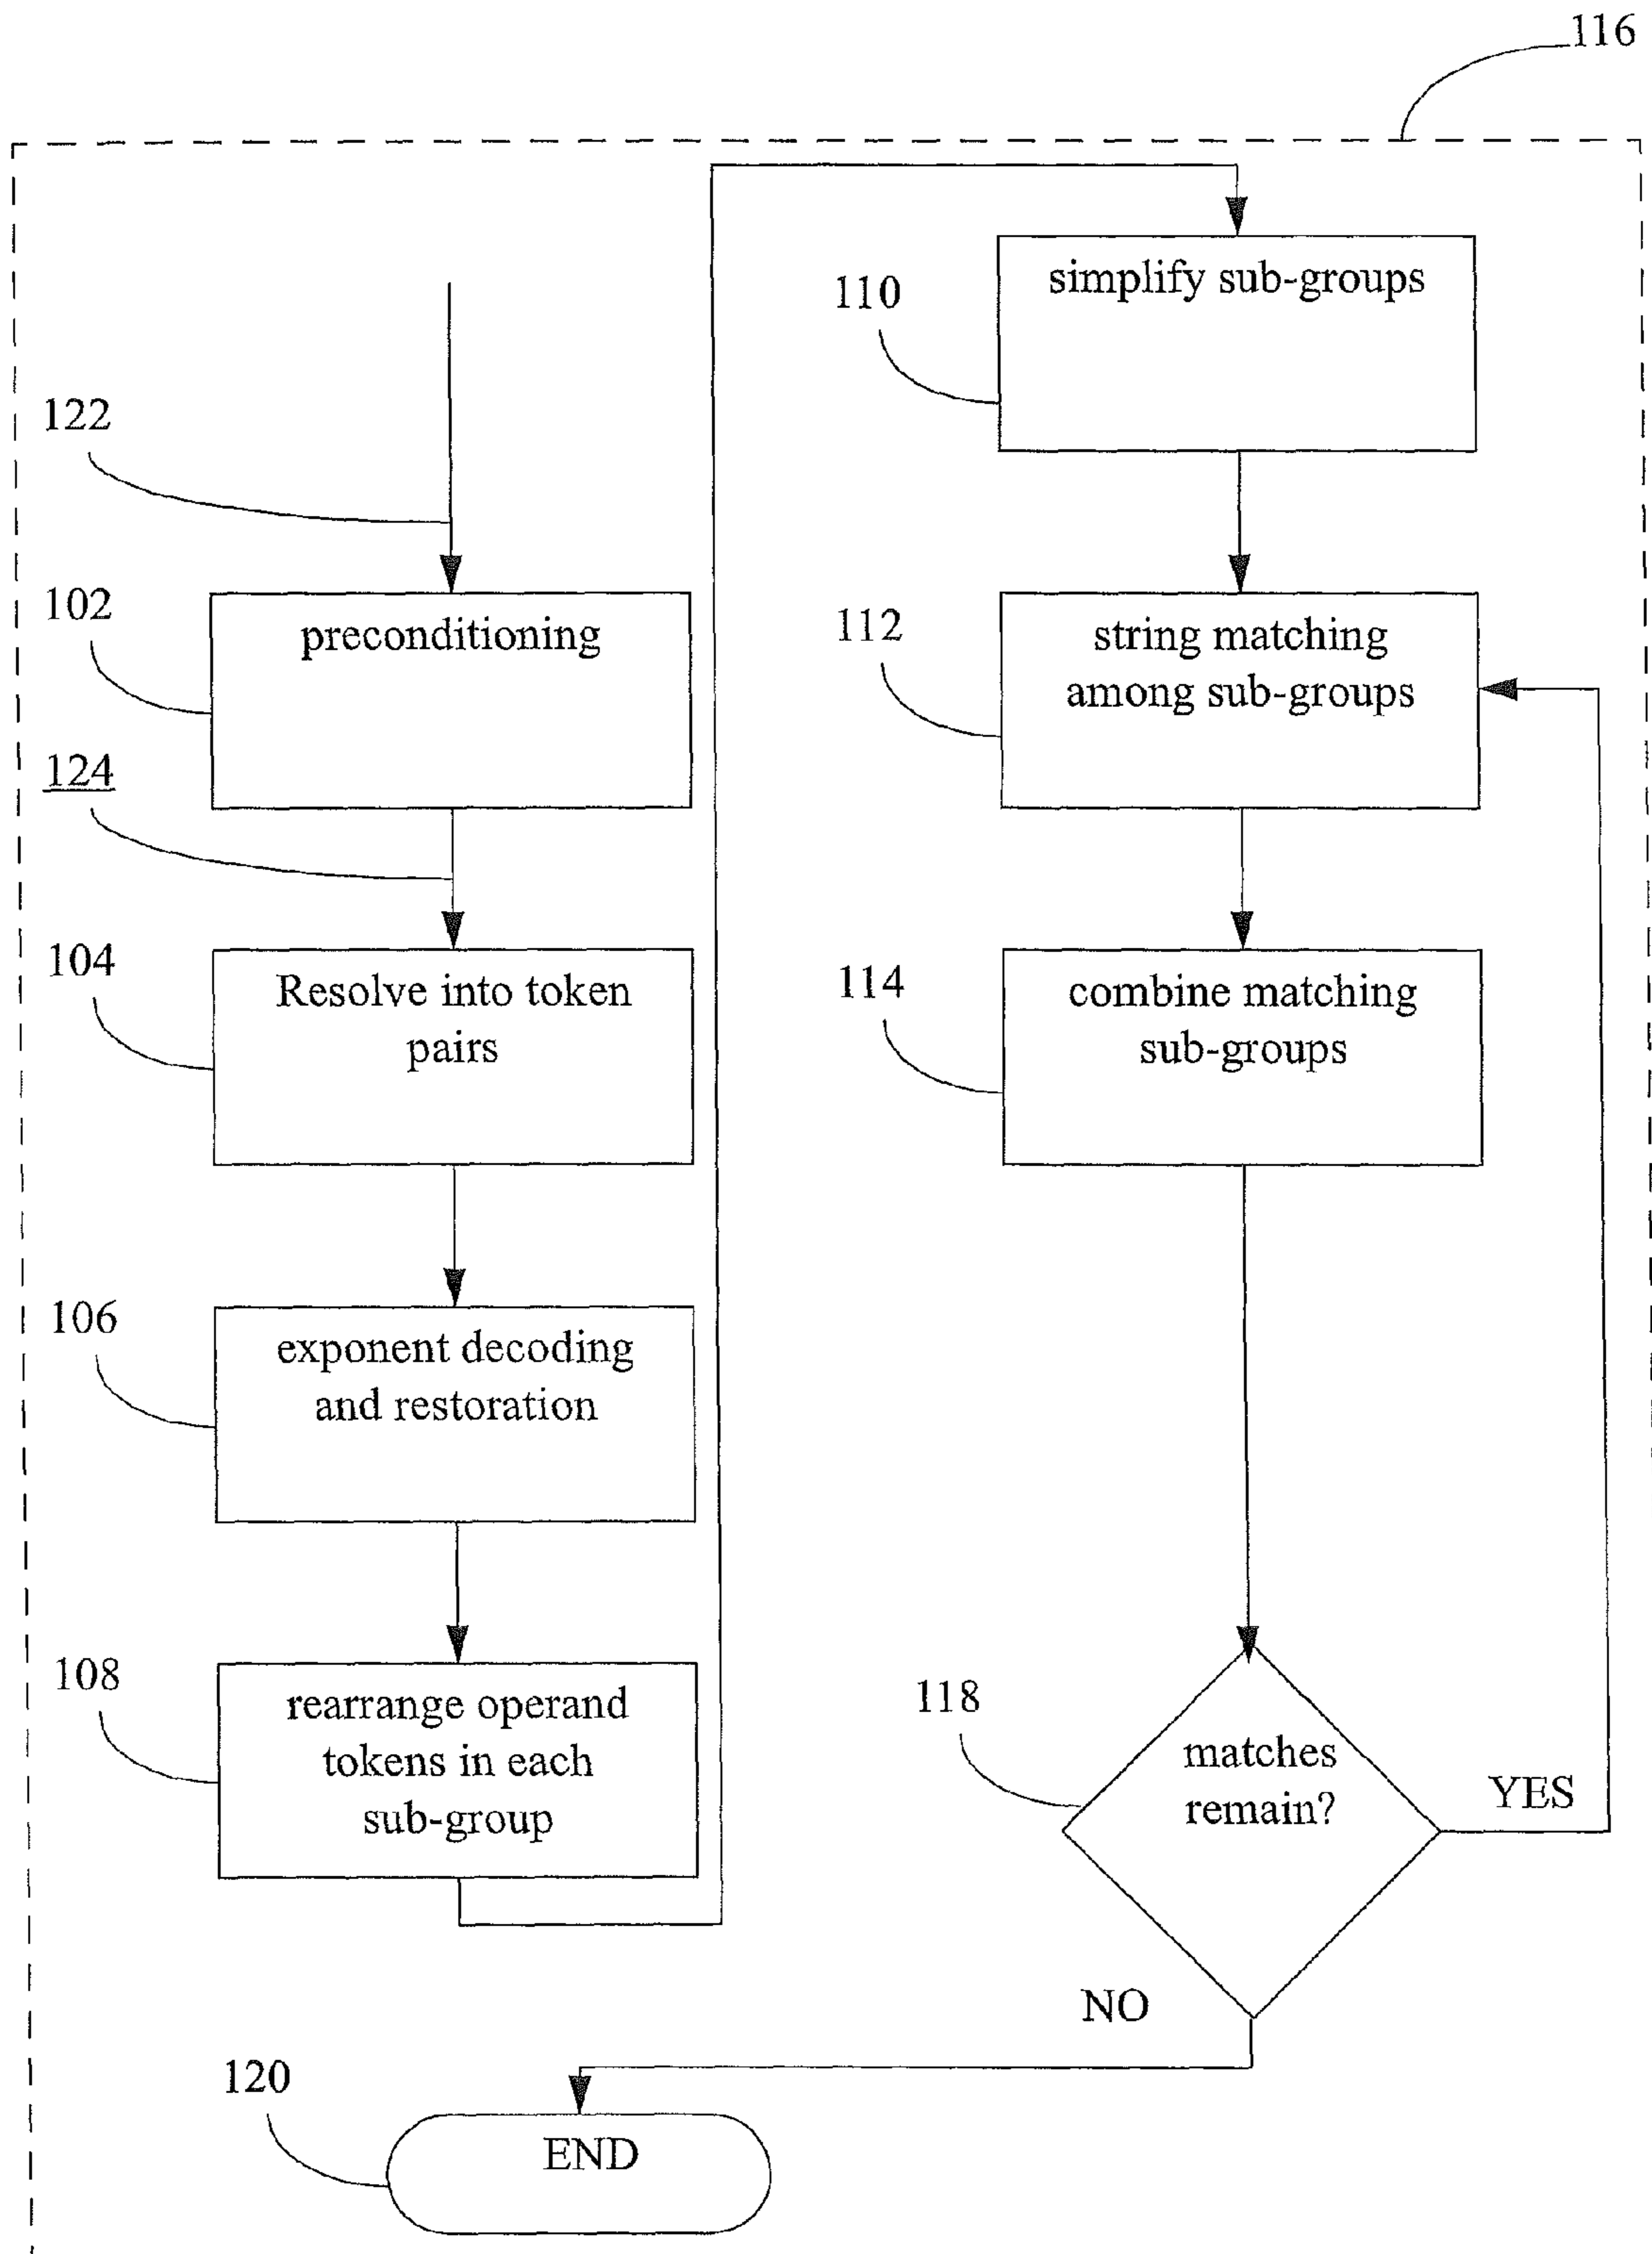 116
122
102
preconditioning
124
104
Resolve into token
pairs
106
exponent decoding
and restoration
108
rearrange operand
tokens in each
sub-group
110
simplify sub-groups
112
string matching
among sub-groups
114
combine matching
sub-groups
118
matches
remain?
YES
NO
120
END